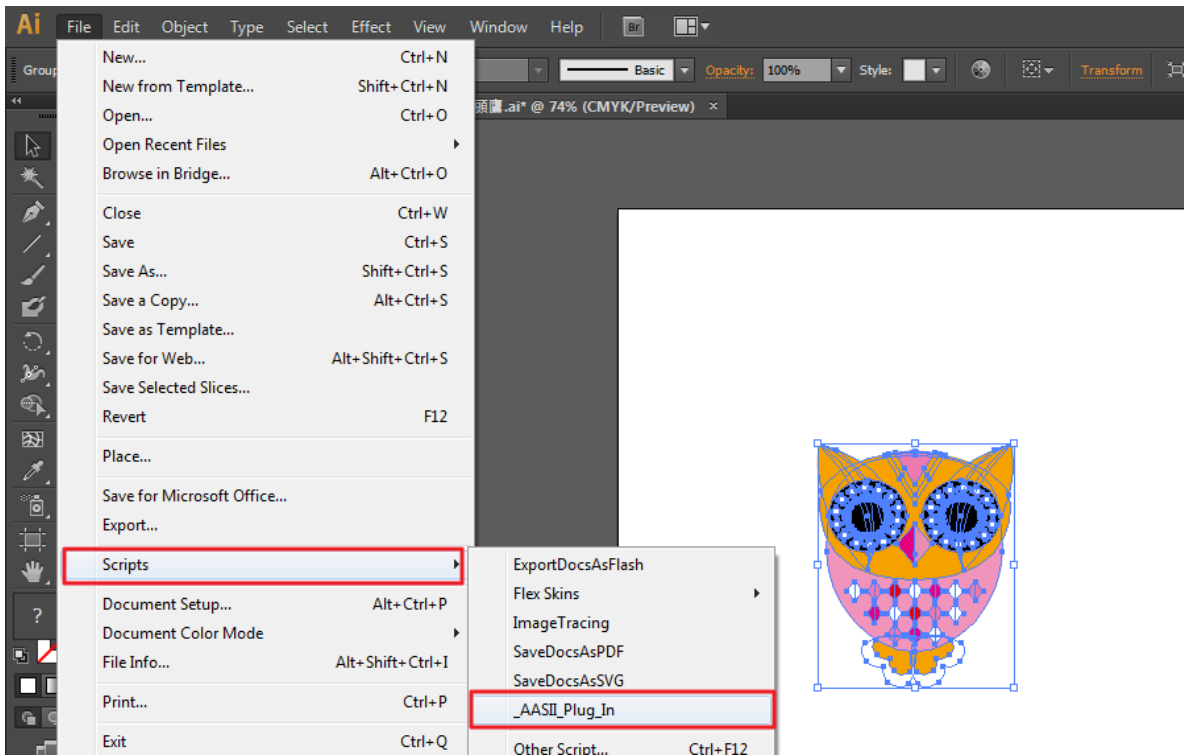 Ai File Edit Object Type Select Effect View Window Help Br
Basic Opacity: 100% Style: Transform
頭鷹.ai* @ 74% (CMYK/Preview) ×
New... Ctrl+N
New from Template... Shift+Ctrl+N
Open... Ctrl+O
Open Recent Files
Browse in Bridge... Alt+Ctrl+O
Close Ctrl+W
Save Ctrl+S
Save As... Shift+Ctrl+S
Save a Copy... Alt+Ctrl+S
Save as Template...
Save for Web... Alt+Shift+Ctrl+S
Save Selected Slices...
Revert F12
Place...
Save for Microsoft Office...
Export...
Scripts
Document Setup... Alt+Ctrl+P
Document Color Mode
File Info... Alt+Shift+Ctrl+I
Print... Ctrl+P
Exit Ctrl+Q
ExportDocsAsFlash
Flex Skins
ImageTracing
SaveDocsAsPDF
SaveDocsAsSVG
_AASII_Plug_In
Other Script... Ctrl+F12
?